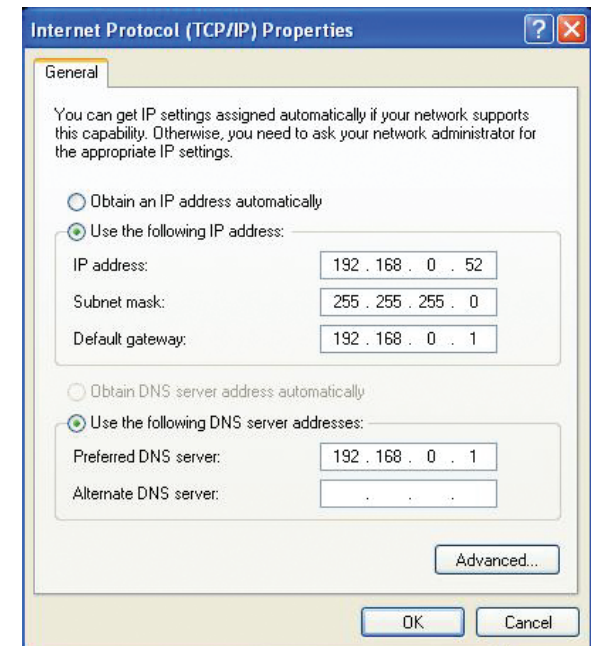 Internet Protocol (TCP/IP) Properties
General
You can get IP settings assigned automatically if your network supports
this capability. Otherwise, you need to ask your network administrator for
the appropriate IP settings.
Obtain an IP address automatically
Use the following IP address:
IP address: 192 . 168 . 0 . 52
Subnet mask: 255 . 255 . 255 . 0
Default gateway: 192 . 168 . 0 . 1
Obtain DNS server address automatically
Use the following DNS server addresses:
Preferred DNS server: 192 . 168 . 0 . 1
Alternate DNS server: . . .
Advanced...
OK Cancel